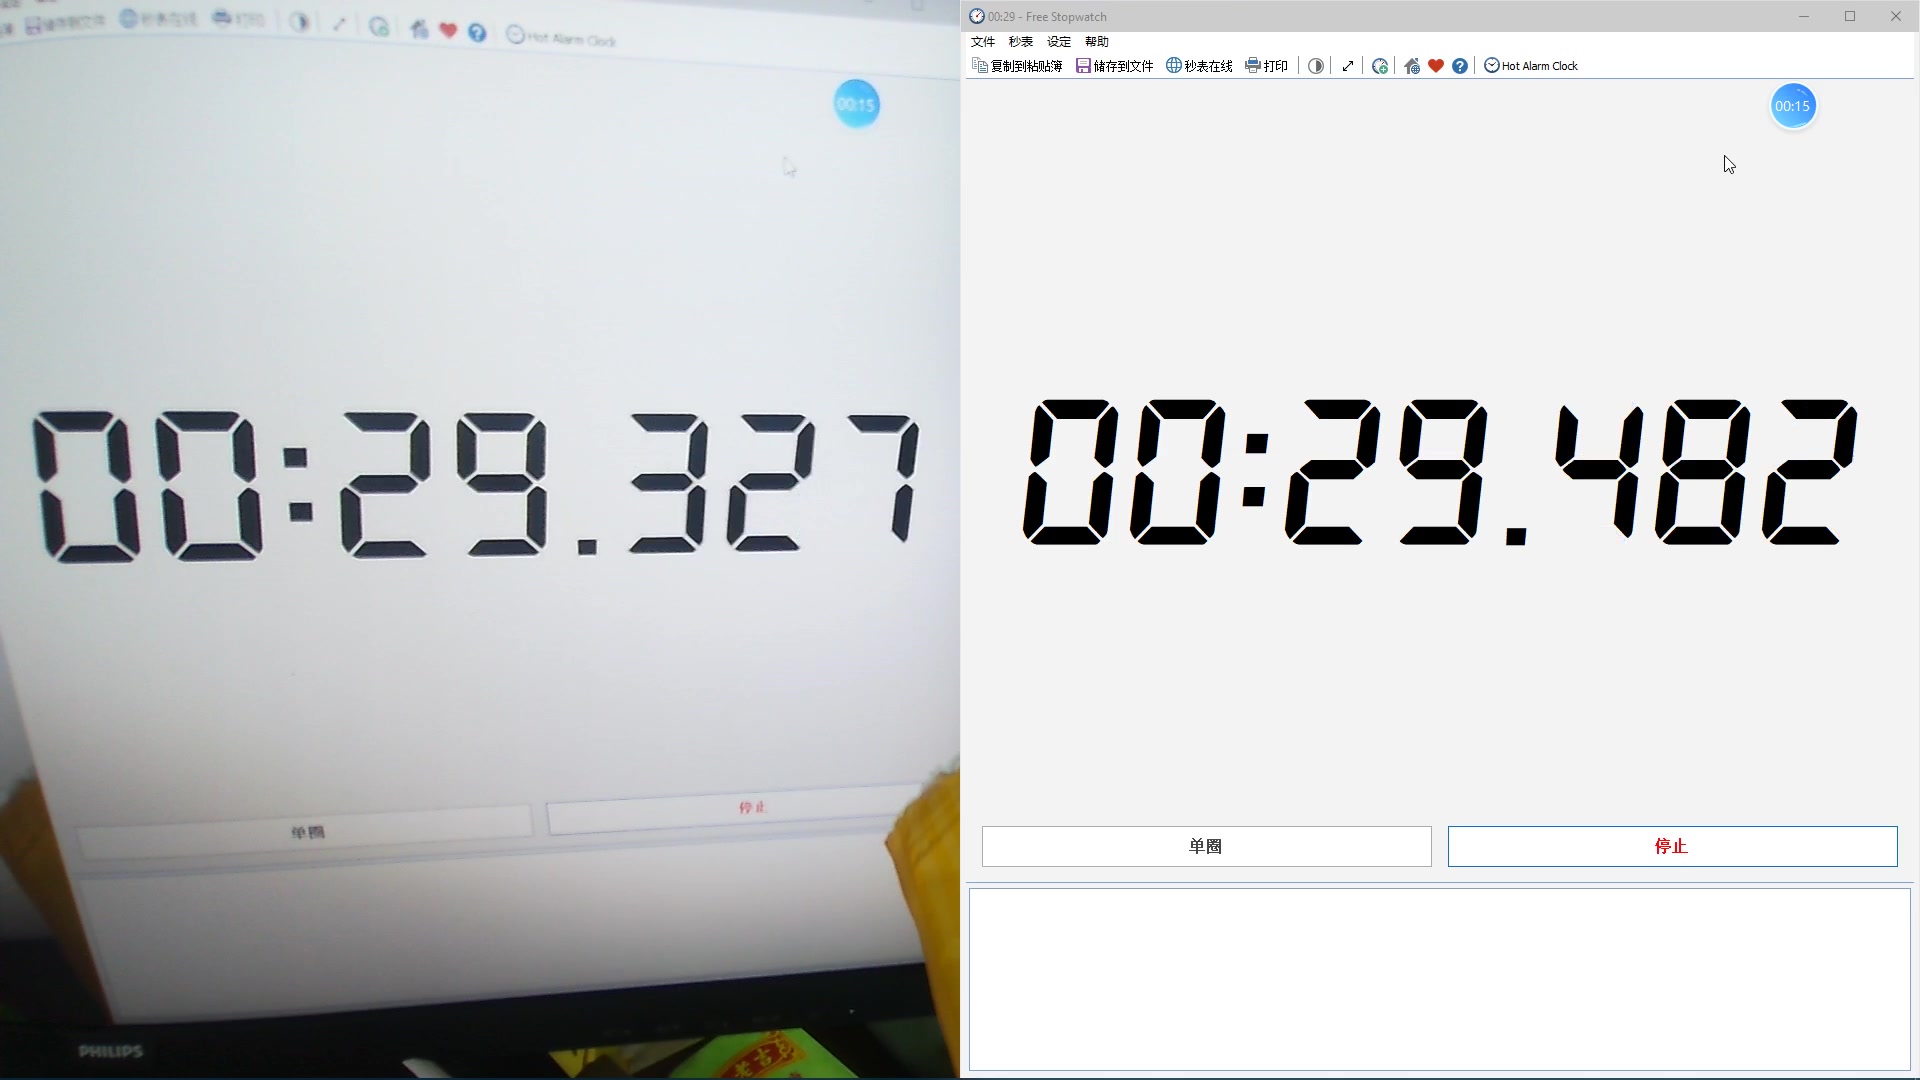 储存到文件 秒表在线 打印 Hot Alarm Clock
00:15
00:29.327
单圈 停止
PHILIPS
00:29 - Free Stopwatch
文件 秒表 设定 帮助
复制到粘贴簿 储存到文件 秒表在线 打印 Hot Alarm Clock
00:15
00:29.482
单圈 停止